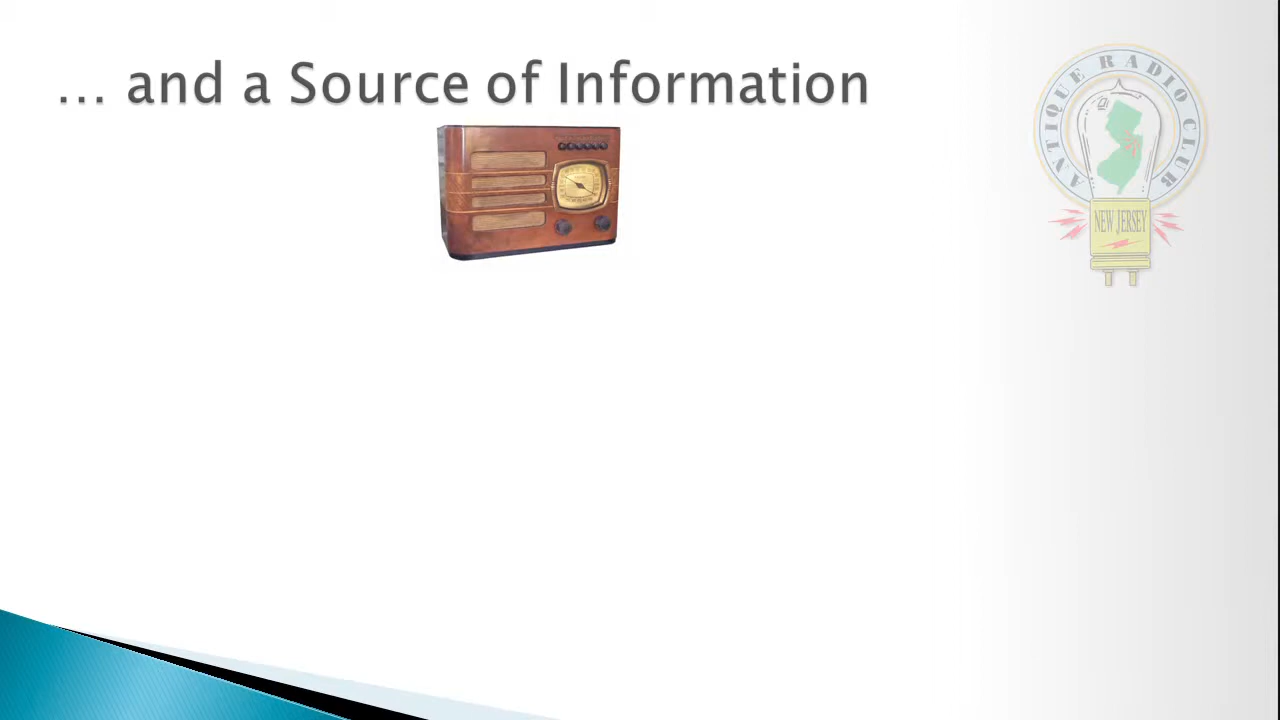 … and a Source of Information
ANTIQUE RADIO CLUB
NEW JERSEY